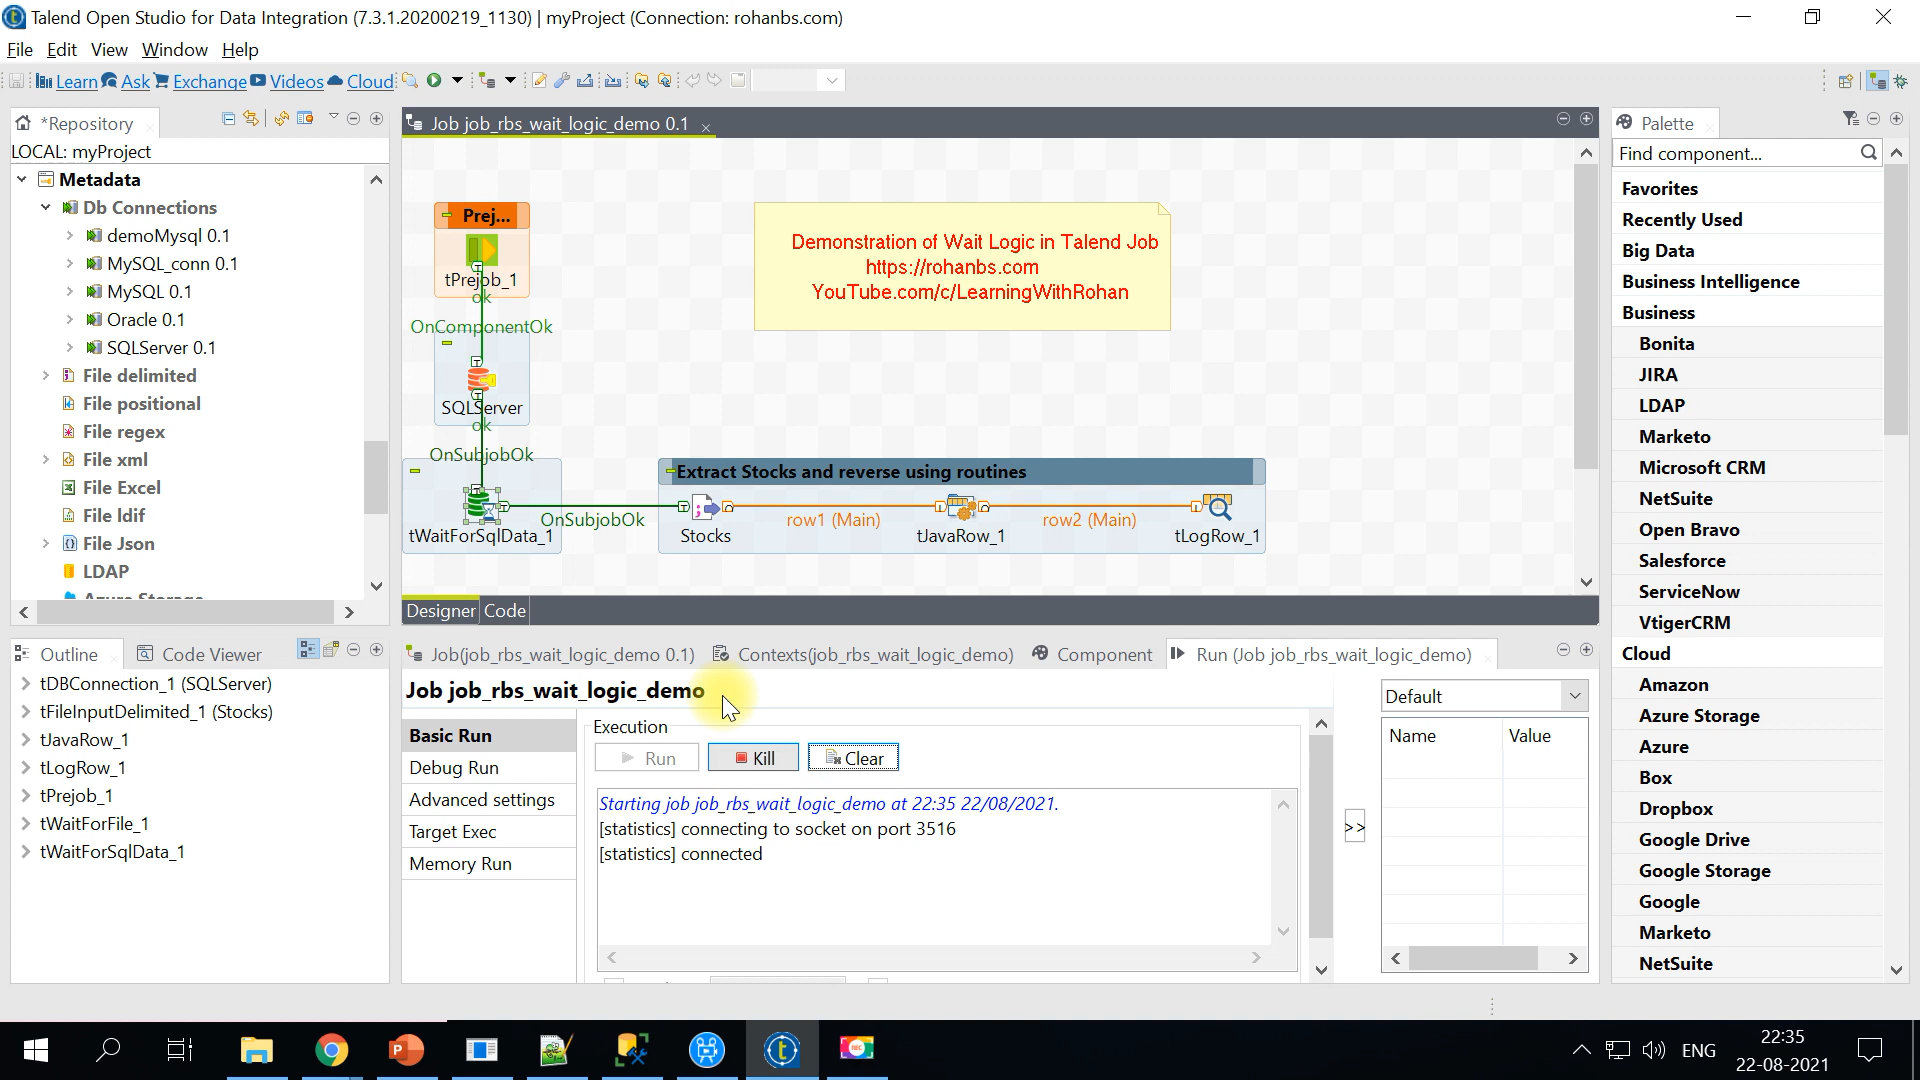 Talend Open Studio for Data Integration (7.3.1.20200219_1130) | myProject (Connection: rohanbs.com)
File Edit View Window Help
Learn Ask Exchange Videos Cloud
*Repository
LOCAL: myProject
Metadata
Db Connections
demoMysql 0.1
MySQL_conn 0.1
MySQL 0.1
Oracle 0.1
SQLServer 0.1
File delimited
File positional
File regex
File xml
File Excel
File ldif
File Json
LDAP
Job job_rbs_wait_logic_demo 0.1
Prej...
tPrejob_1
ok
OnComponentOk
SQLServer
ok
OnSubjobOk
tWaitForSqlData_1
OnSubjobOk
Demonstration of Wait Logic in Talend Job
https://rohanbs.com
YouTube.com/c/LearningWithRohan
Extract Stocks and reverse using routines
Stocks
row1 (Main)
tJavaRow_1
row2 (Main)
tLogRow_1
Designer Code
Palette
Find component...
Favorites
Recently Used
Big Data
Business Intelligence
Business
Bonita
JIRA
LDAP
Marketo
Microsoft CRM
NetSuite
Open Bravo
Salesforce
ServiceNow
VtigerCRM
Cloud
Amazon
Azure Storage
Azure
Box
Dropbox
Google Drive
Google Storage
Google
Marketo
NetSuite
Outline Code Viewer
tDBConnection_1 (SQLServer)
tFileInputDelimited_1 (Stocks)
tJavaRow_1
tLogRow_1
tPrejob_1
tWaitForFile_1
tWaitForSqlData_1
Job(job_rbs_wait_logic_demo 0.1) Contexts(job_rbs_wait_logic_demo) Component Run (Job job_rbs_wait_logic_demo)
Job job_rbs_wait_logic_demo
Basic Run
Debug Run
Advanced settings
Target Exec
Memory Run
Execution
Run Kill Clear
Starting job job_rbs_wait_logic_demo at 22:35 22/08/2021.
[statistics] connecting to socket on port 3516
[statistics] connected
>>
Default
Name Value
ENG
22:35
22-08-2021